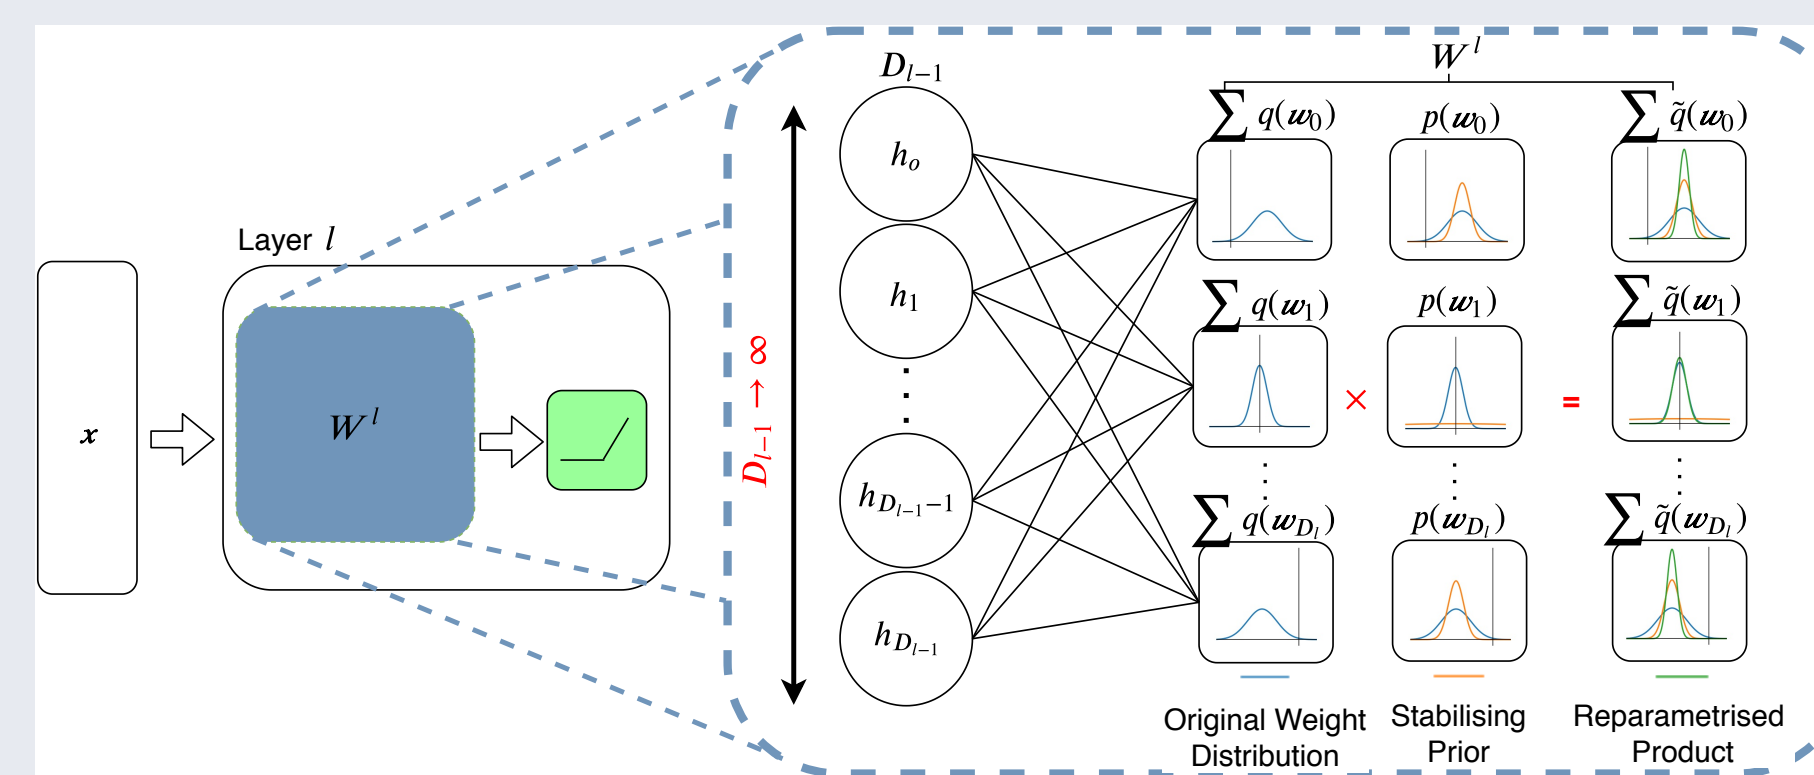 x
Layer l
W^l
D_{l−1} → ∞
D_{l−1}
h_o
h_1
h_{D_{l−1}−1}
h_{D_{l−1}}
W^l
∑ q(w_0) p(w_0) ∑ q̃(w_0)
∑ q(w_1) p(w_1) ∑ q̃(w_1)
× =
∑ q(w_{D_l}) p(w_{D_l}) ∑ q̃(w_{D_l})
Original Weight
Distribution
Stabilising
Prior
Reparametrised
Product